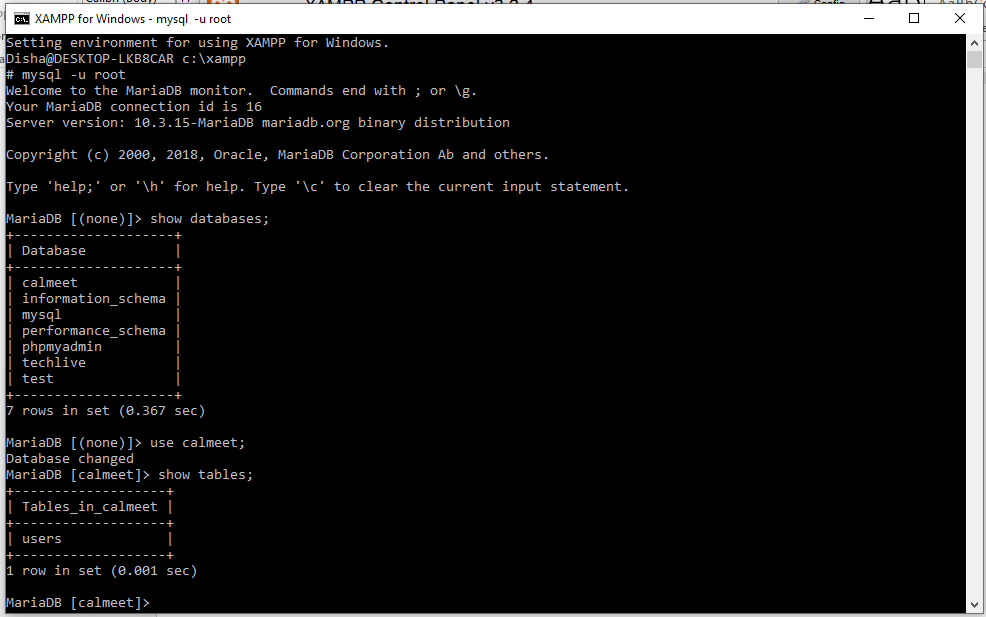 XAMPP for Windows - mysql -u root
Setting environment for using XAMPP for Windows.
Disha@DESKTOP-LKB8CAR c:\xampp
# mysql -u root
Welcome to the MariaDB monitor.  Commands end with ; or \g.
Your MariaDB connection id is 16
Server version: 10.3.15-MariaDB mariadb.org binary distribution

Copyright (c) 2000, 2018, Oracle, MariaDB Corporation Ab and others.

Type 'help;' or '\h' for help. Type '\c' to clear the current input statement.

MariaDB [(none)]> show databases;
+--------------------+
| Database           |
+--------------------+
| calmeet            |
| information_schema |
| mysql              |
| performance_schema |
| phpmyadmin         |
| techlive           |
| test               |
+--------------------+
7 rows in set (0.367 sec)

MariaDB [(none)]> use calmeet;
Database changed
MariaDB [calmeet]> show tables;
+-------------------+
| Tables_in_calmeet |
+-------------------+
| users             |
+-------------------+
1 row in set (0.001 sec)

MariaDB [calmeet]>